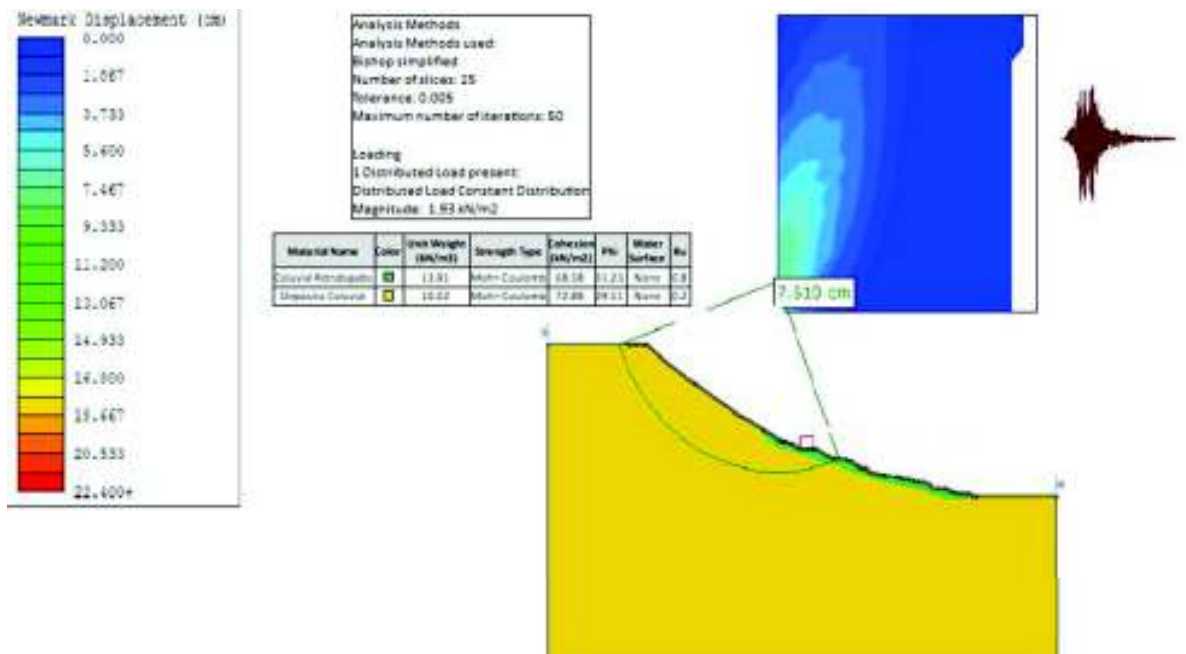 Newmark Displacement (cm)
0.000
1.867
3.733
5.600
7.467
9.333
11.200
13.067
14.933
16.800
18.667
20.533
22.400+
Analysis Methods
Analysis Methods used:
Bishop simplified
Number of slices: 25
Tolerance: 0.005
Maximum number of iterations: 50
Loading
1 Distributed Load present:
Distributed Load Constant Distribution
Magnitude: 1.93 kN/m2
Material Name Color Unit Weight (kN/m3) Strength Type Cohesion (kN/m2) Phi Water Surface Ru
Coluvial Mohr-Coulomb None
Coluvial Mohr-Coulomb None 0.2
7.510 cm